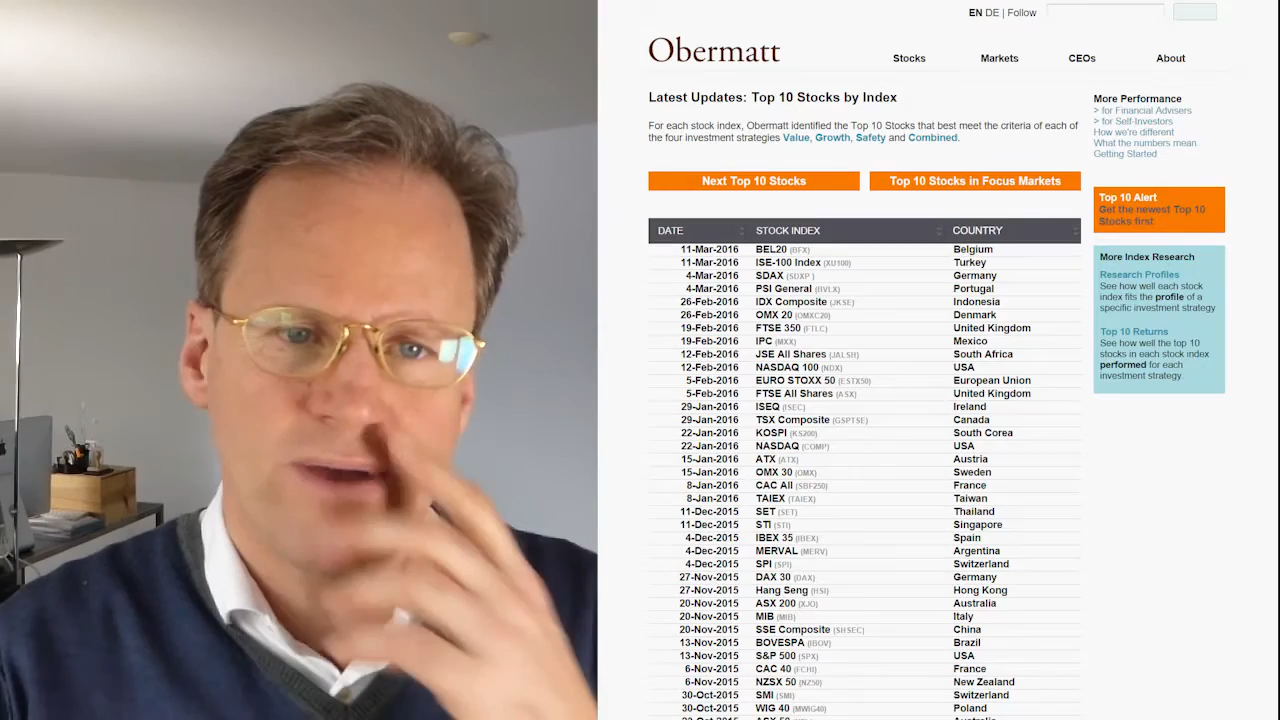 EN DE | Follow
Obermatt
Stocks Markets CEOs About
Latest Updates: Top 10 Stocks by Index
For each stock index, Obermatt identified the Top 10 Stocks that best meet the criteria of each of
the four investment strategies Value, Growth, Safety and Combined.
Next Top 10 Stocks
Top 10 Stocks in Focus Markets
DATE STOCK INDEX COUNTRY
11-Mar-2016 BEL20 (BFX) Belgium
11-Mar-2016 ISE-100 Index (XU100) Turkey
4-Mar-2016 SDAX (SDXP ) Germany
4-Mar-2016 PSI General (BVLX) Portugal
26-Feb-2016 IDX Composite (JKSE) Indonesia
26-Feb-2016 OMX 20 (OMXC20) Denmark
19-Feb-2016 FTSE 350 (FTLC) United Kingdom
19-Feb-2016 IPC (MXX) Mexico
12-Feb-2016 JSE All Shares (JALSH) South Africa
12-Feb-2016 NASDAQ 100 (NDX) USA
5-Feb-2016 EURO STOXX 50 (ESTX50) European Union
5-Feb-2016 FTSE All Shares (ASX) United Kingdom
29-Jan-2016 ISEQ (ISEC) Ireland
29-Jan-2016 TSX Composite (GSPTSE) Canada
22-Jan-2016 KOSPI (KS200) South Corea
22-Jan-2016 NASDAQ (COMP) USA
15-Jan-2016 ATX (ATX) Austria
15-Jan-2016 OMX 30 (OMX) Sweden
8-Jan-2016 CAC All (SBF250) France
8-Jan-2016 TAIEX (TAIEX) Taiwan
11-Dec-2015 SET (SET) Thailand
11-Dec-2015 STI (STI) Singapore
4-Dec-2015 IBEX 35 (IBEX) Spain
4-Dec-2015 MERVAL (MERV) Argentina
4-Dec-2015 SPI (SPI) Switzerland
27-Nov-2015 DAX 30 (DAX) Germany
27-Nov-2015 Hang Seng (HSI) Hong Kong
20-Nov-2015 ASX 200 (XJO) Australia
20-Nov-2015 MIB (MIB) Italy
20-Nov-2015 SSE Composite (SHSEC) China
13-Nov-2015 BOVESPA (IBOV) Brazil
13-Nov-2015 S&P 500 (SPX) USA
6-Nov-2015 CAC 40 (FCHI) France
6-Nov-2015 NZSX 50 (NZ50) New Zealand
30-Oct-2015 SMI (SMI) Switzerland
30-Oct-2015 WIG 40 (MWIG40) Poland
More Performance
> for Financial Advisers
> for Self-Investors
How we're different
What the numbers mean
Getting Started
Top 10 Alert
Get the newest Top 10
Stocks first
More Index Research
Research Profiles
See how well each stock
index fits the profile of a
specific investment strategy
Top 10 Returns
See how well the top 10
stocks in each stock index
performed for each
investment strategy.